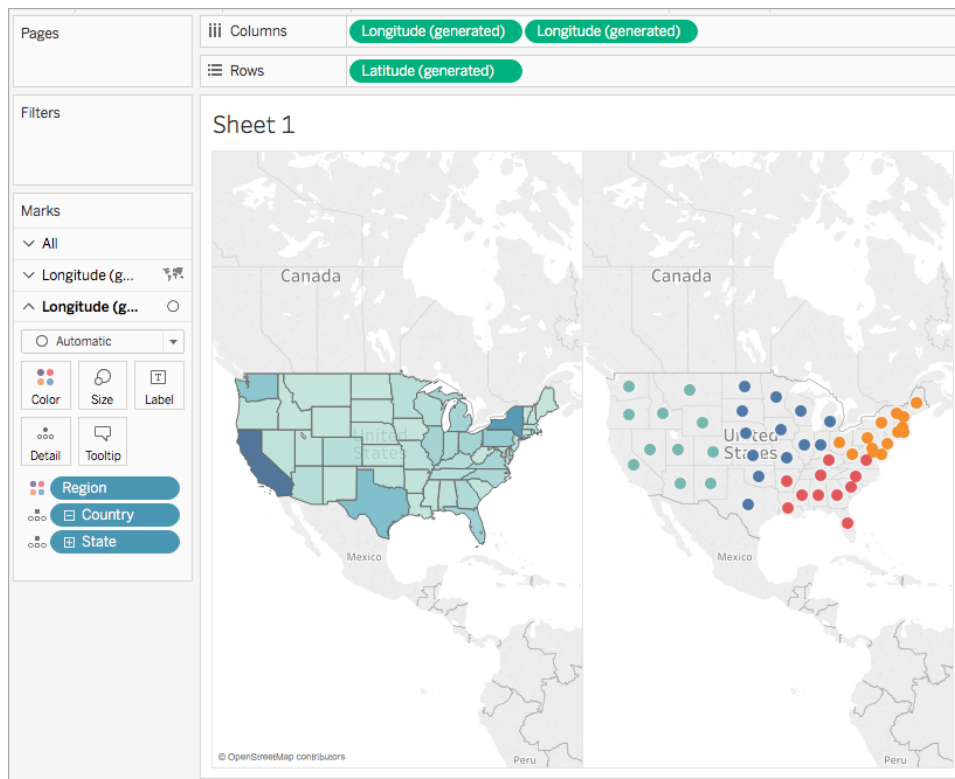 Pages
Columns
Longitude (generated)
Longitude (generated)
Rows
Latitude (generated)
Filters
Sheet 1
Marks
All
Longitude (g...
Longitude (g...
Automatic
Color
Size
T
Label
Detail
Tooltip
Region
Country
State
Canada
United
States
Mexico
Peru
© OpenStreetMap contributors
Canada
United
States
Mexico
Peru